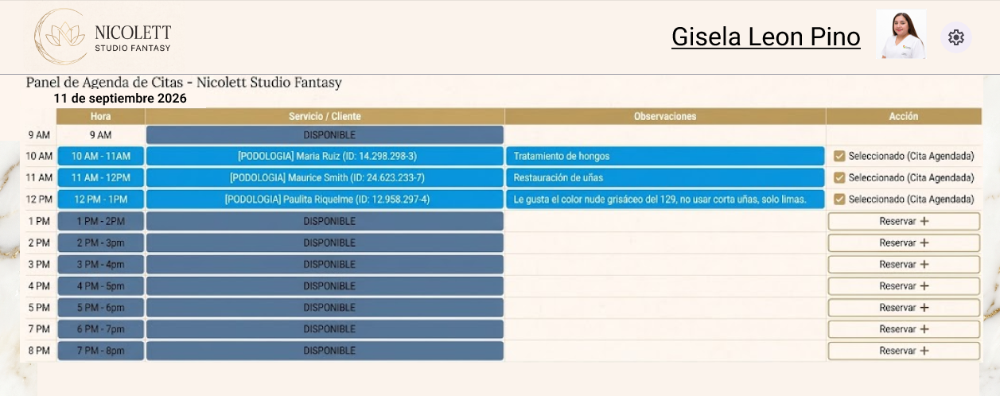 NICOLETT
STUDIO FANTASY
Gisela Leon Pino
Panel de Agenda de Citas - Nicolett Studio Fantasy
11 de septiembre 2026
Hora Servicio / Cliente Observaciones Acción
9 AM 9 AM DISPONIBLE
10 AM 10 AM - 11AM [PODOLOGIA] Maria Ruiz (ID: 14.298.298-3) Tratamiento de hongos Seleccionado (Cita Agendada)
11 AM 11 AM - 12PM [PODOLOGIA] Maurice Smith (ID: 24.623.233-7) Restauración de uñas Seleccionado (Cita Agendada)
12 PM 12 PM - 1PM [PODOLOGIA] Paulita Riquelme (ID: 12.958.297-4) Le gusta el color nude grisáceo del 129, no usar corta uñas, solo limas. Seleccionado (Cita Agendada)
1 PM 1 PM - 2PM DISPONIBLE Reservar +
2 PM 2 PM - 3pm DISPONIBLE Reservar +
3 PM 3 PM - 4pm DISPONIBLE Reservar +
4 PM 4 PM - 5pm DISPONIBLE Reservar +
5 PM 5 PM - 6pm DISPONIBLE Reservar +
7 PM 6 PM - 7pm DISPONIBLE Reservar +
8 PM 7 PM - 8pm DISPONIBLE Reservar +